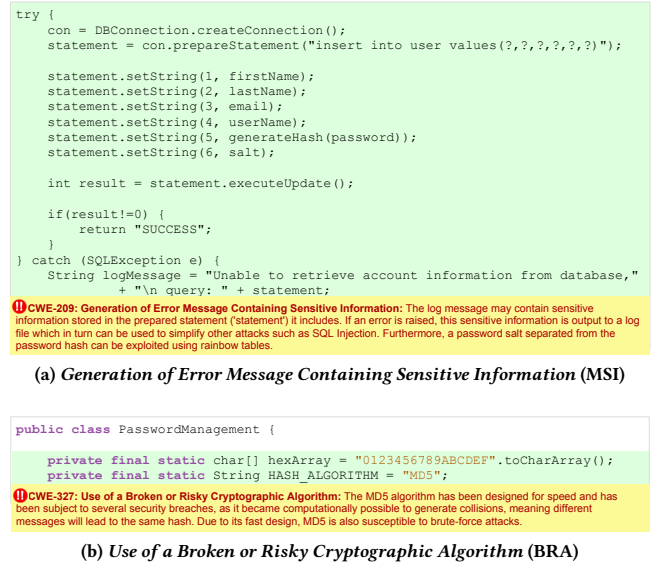 try {
    con = DBConnection.createConnection();
    statement = con.prepareStatement("insert into user values(?,?,?,?,?,?)");
    statement.setString(1, firstName);
    statement.setString(2, lastName);
    statement.setString(3, email);
    statement.setString(4, userName);
    statement.setString(5, generateHash(password));
    statement.setString(6, salt);
    int result = statement.executeUpdate();
    if(result!=0) {
        return "SUCCESS";
    }
} catch (SQLException e) {
    String logMessage = "Unable to retrieve account information from database,"
            + "\n query: " + statement;
!! CWE-209: Generation of Error Message Containing Sensitive Information: The log message may contain sensitive
information stored in the prepared statement ('statement') it includes. If an error is raised, this sensitive information is output to a log
file which in turn can be used to simplify other attacks such as SQL Injection. Furthermore, a password salt separated from the
password hash can be exploited using rainbow tables.
(a) Generation of Error Message Containing Sensitive Information (MSI)
public class PasswordManagement {
    private final static char[] hexArray = "0123456789ABCDEF".toCharArray();
    private final static String HASH_ALGORITHM = "MD5";
!! CWE-327: Use of a Broken or Risky Cryptographic Algorithm: The MD5 algorithm has been designed for speed and has
been subject to several security breaches, as it became computationally possible to generate collisions, meaning different
messages will lead to the same hash. Due to its fast design, MD5 is also susceptible to brute-force attacks.
(b) Use of a Broken or Risky Cryptographic Algorithm (BRA)